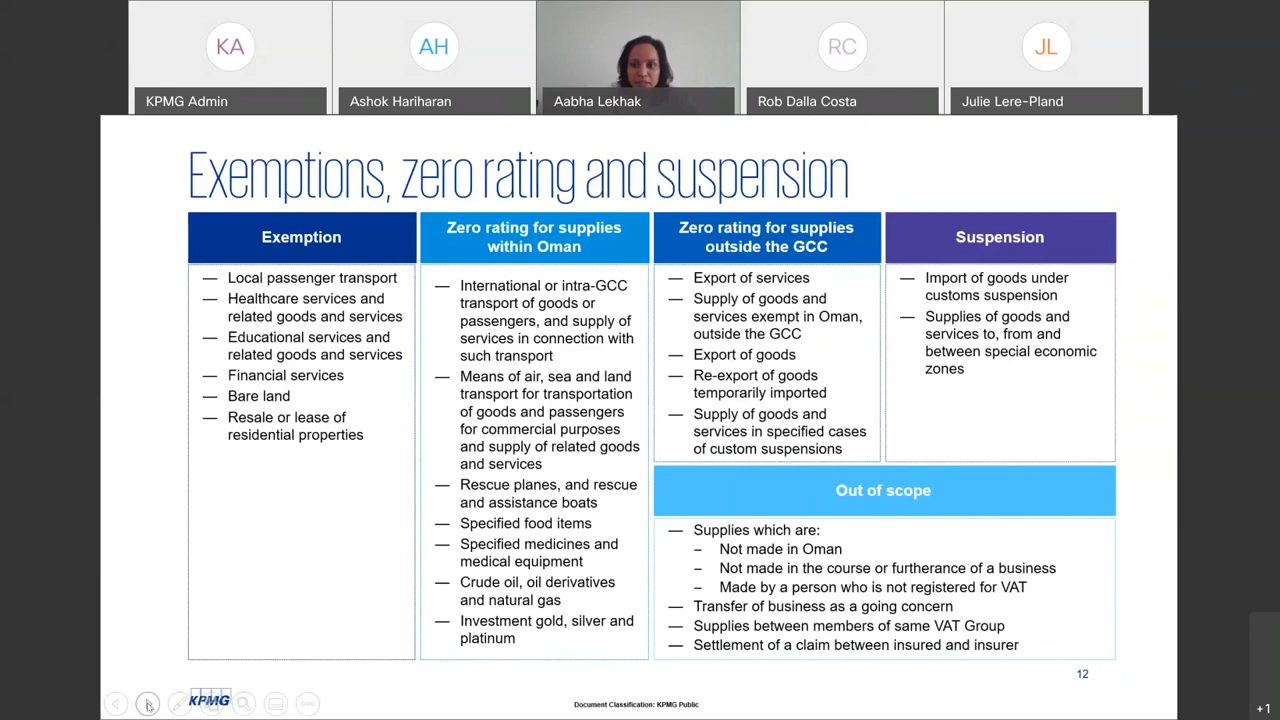 KA
AH
RC
JL
KPMG Admin
Ashok Hariharan
Aabha Lekhak
Rob Dalla Costa
Julie Lere-Pland
Exemptions, zero rating and suspension
Exemption
— Local passenger transport
— Healthcare services and
related goods and services
— Educational services and
related goods and services
— Financial services
— Bare land
— Resale or lease of
residential properties
Zero rating for supplies
within Oman
— International or intra-GCC
transport of goods or
passengers, and supply of
services in connection with
such transport
— Means of air, sea and land
transport for transportation
of goods and passengers
for commercial purposes
and supply of related goods
and services
— Rescue planes, and rescue
and assistance boats
— Specified food items
— Specified medicines and
medical equipment
— Crude oil, oil derivatives
and natural gas
— Investment gold, silver and
platinum
Zero rating for supplies
outside the GCC
— Export of services
— Supply of goods and
services exempt in Oman,
outside the GCC
— Export of goods
— Re-export of goods
temporarily imported
— Supply of goods and
services in specified cases
of custom suspensions
Suspension
— Import of goods under
customs suspension
— Supplies of goods and
services to, from and
between special economic
zones
Out of scope
— Supplies which are:
– Not made in Oman
– Not made in the course or furtherance of a business
– Made by a person who is not registered for VAT
— Transfer of business as a going concern
— Supplies between members of same VAT Group
— Settlement of a claim between insured and insurer
12
KPMG
Document Classification: KPMG Public
+1